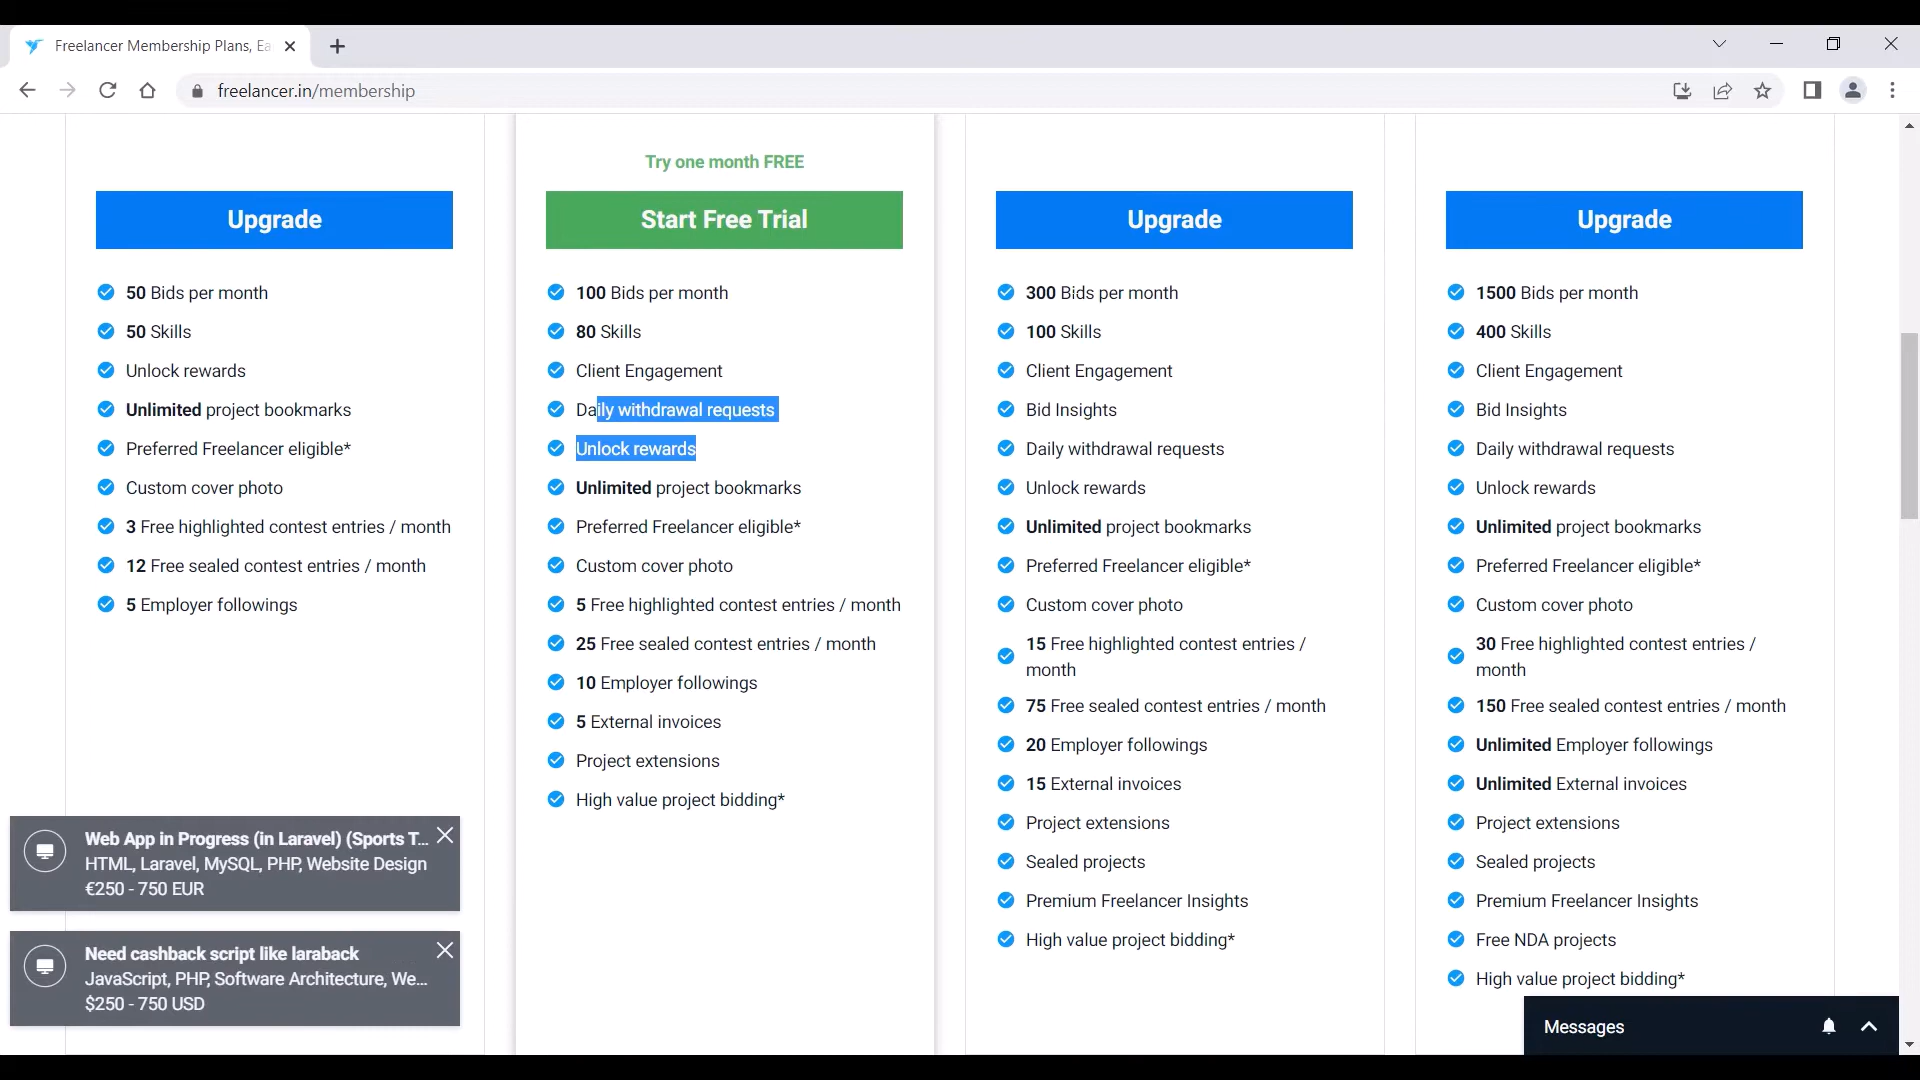 Freelancer Membership Plans, Ea
freelancer.in/membership
Upgrade
50 Bids per month
50 Skills
Unlock rewards
Unlimited project bookmarks
Preferred Freelancer eligible*
Custom cover photo
3 Free highlighted contest entries / month
12 Free sealed contest entries / month
5 Employer followings
Try one month FREE
Start Free Trial
100 Bids per month
80 Skills
Client Engagement
Daily withdrawal requests
Unlock rewards
Unlimited project bookmarks
Preferred Freelancer eligible*
Custom cover photo
5 Free highlighted contest entries / month
25 Free sealed contest entries / month
10 Employer followings
5 External invoices
Project extensions
High value project bidding*
Upgrade
300 Bids per month
100 Skills
Client Engagement
Bid Insights
Daily withdrawal requests
Unlock rewards
Unlimited project bookmarks
Preferred Freelancer eligible*
Custom cover photo
15 Free highlighted contest entries /
month
75 Free sealed contest entries / month
20 Employer followings
15 External invoices
Project extensions
Sealed projects
Premium Freelancer Insights
High value project bidding*
Upgrade
1500 Bids per month
400 Skills
Client Engagement
Bid Insights
Daily withdrawal requests
Unlock rewards
Unlimited project bookmarks
Preferred Freelancer eligible*
Custom cover photo
30 Free highlighted contest entries /
month
150 Free sealed contest entries / month
Unlimited Employer followings
Unlimited External invoices
Project extensions
Sealed projects
Premium Freelancer Insights
Free NDA projects
High value project bidding*
Web App in Progress (in Laravel) (Sports T...
HTML, Laravel, MySQL, PHP, Website Design
€250 - 750 EUR
Need cashback script like laraback
JavaScript, PHP, Software Architecture, We...
$250 - 750 USD
Messages